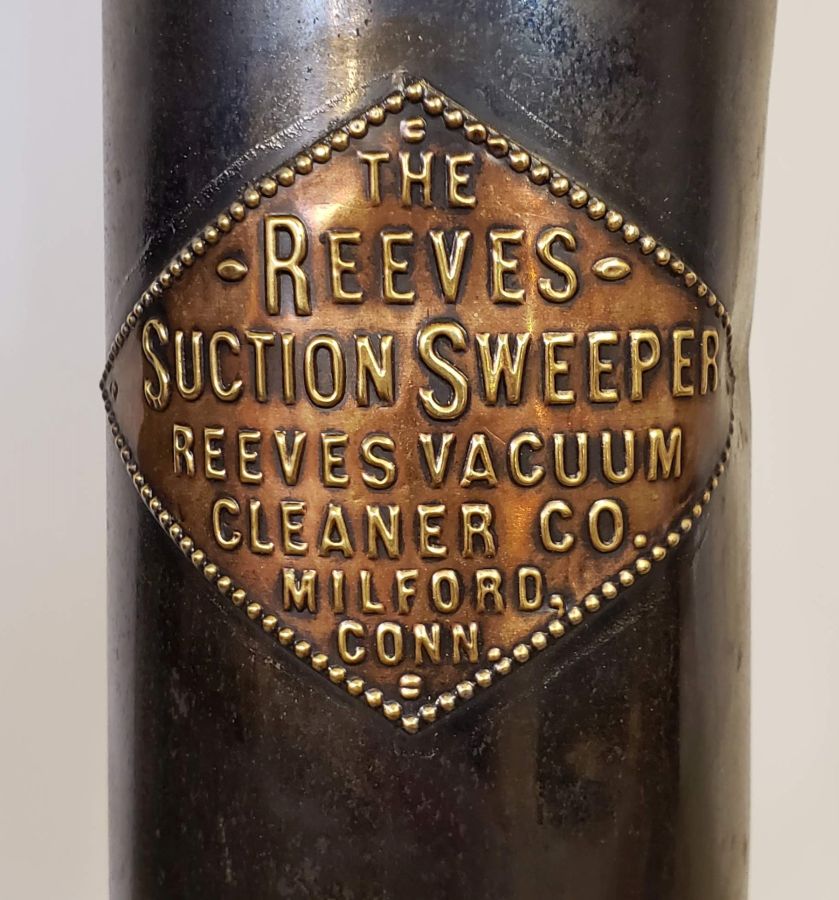 THE
REEVES
SUCTION SWEEPER
REEVES VACUUM
CLEANER CO.
MILFORD,
CONN.